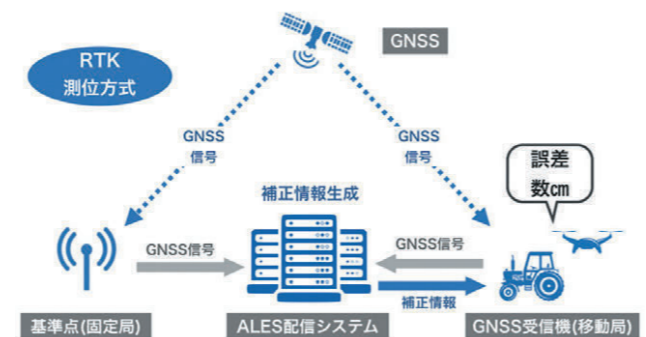 GNSS
RTK
測位方式
GNSS
信号
GNSS
信号
誤差
数㎝
補正情報生成
GNSS信号
GNSS信号
補正情報
基準点(固定局)
ALES配信システム
GNSS受信機(移動局)